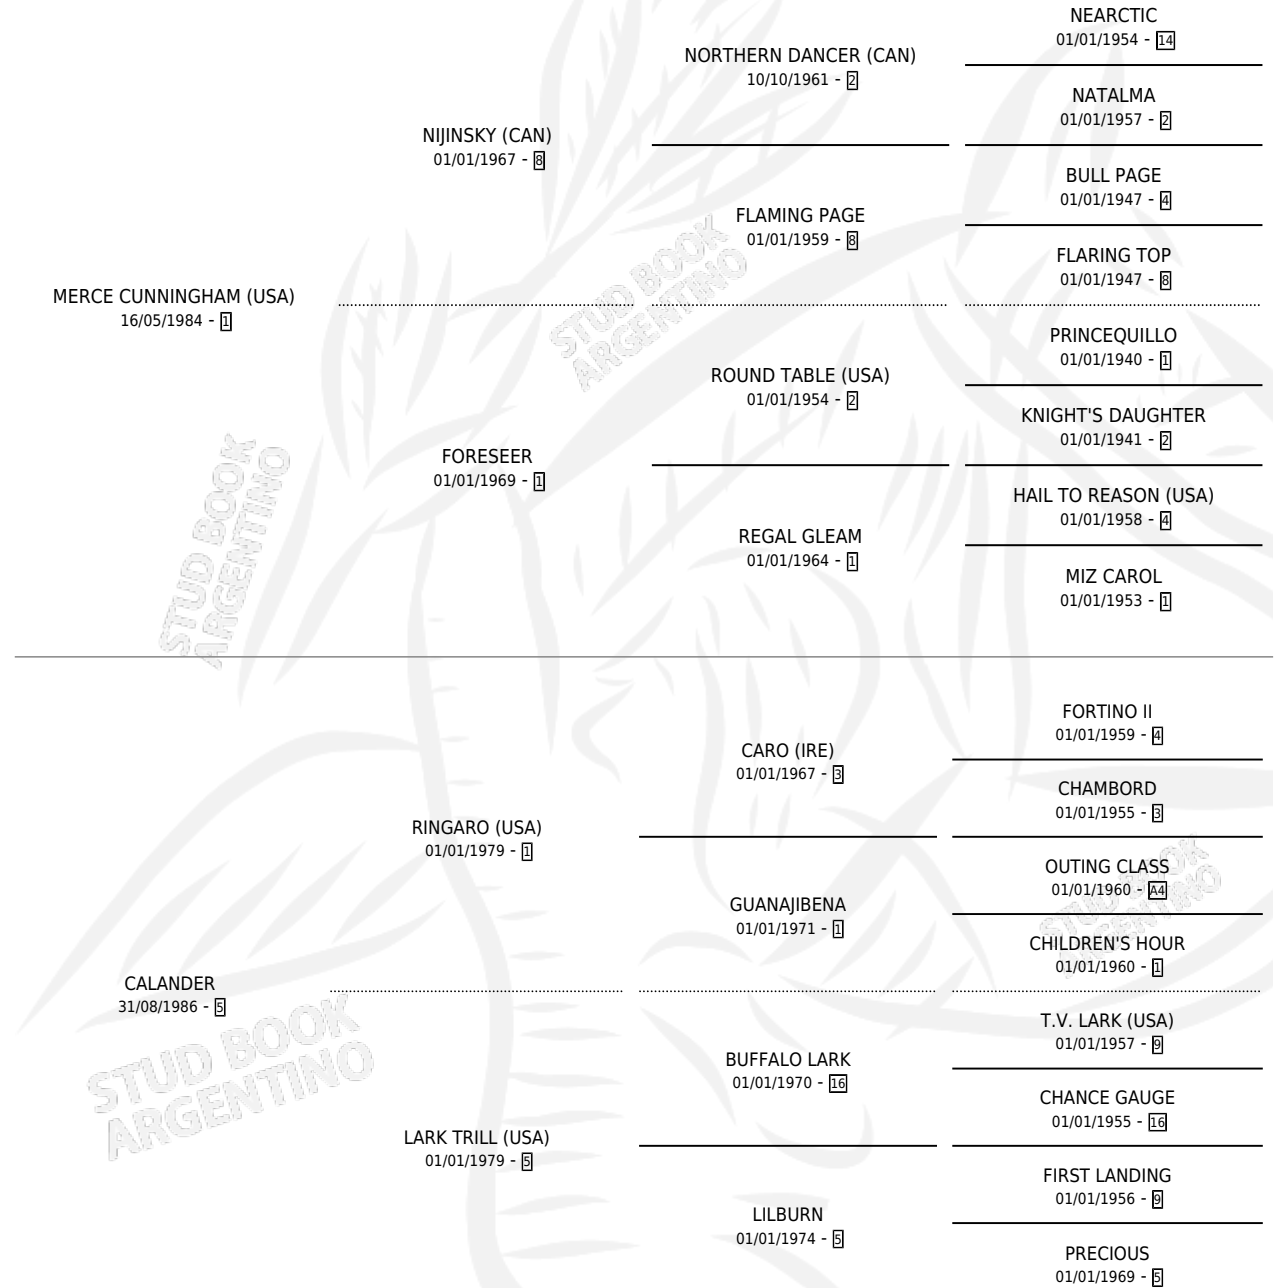 NEARCTIC
01/01/1954 - 14
NORTHERN DANCER (CAN)
10/10/1961 - 2
NATALMA
01/01/1957 - 2
NIJINSKY (CAN)
01/01/1967 - 8
BULL PAGE
01/01/1947 - 4
FLAMING PAGE
01/01/1959 - 8
FLARING TOP
01/01/1947 - 8
MERCE CUNNINGHAM (USA)
16/05/1984 - 1
STUD BOOK
ARGENTINO
PRINCEQUILLO
01/01/1940 - 1
ROUND TABLE (USA)
01/01/1954 - 2
KNIGHT'S DAUGHTER
01/01/1941 - 2
FORESEER
01/01/1969 - 1
HAIL TO REASON (USA)
01/01/1958 - 4
REGAL GLEAM
01/01/1964 - 1
MIZ CAROL
01/01/1953 - 1
STUD BOOK
ARGENTINO
FORTINO II
01/01/1959 - 4
CARO (IRE)
01/01/1967 - 3
CHAMBORD
01/01/1955 - 3
RINGARO (USA)
01/01/1979 - 1
OUTING CLASS
01/01/1960 - A4
GUANAJIBENA
01/01/1971 - 1
CHILDREN'S HOUR
01/01/1960 - 1
STUD BOOK
ARGENTINO
CALANDER
31/08/1986 - 5
T.V. LARK (USA)
01/01/1957 - 9
BUFFALO LARK
01/01/1970 - 16
CHANCE GAUGE
01/01/1955 - 16
LARK TRILL (USA)
01/01/1979 - 5
FIRST LANDING
01/01/1956 - 9
LILBURN
01/01/1974 - 5
PRECIOUS
01/01/1969 - 5
STUD BOOK
ARGENTINO